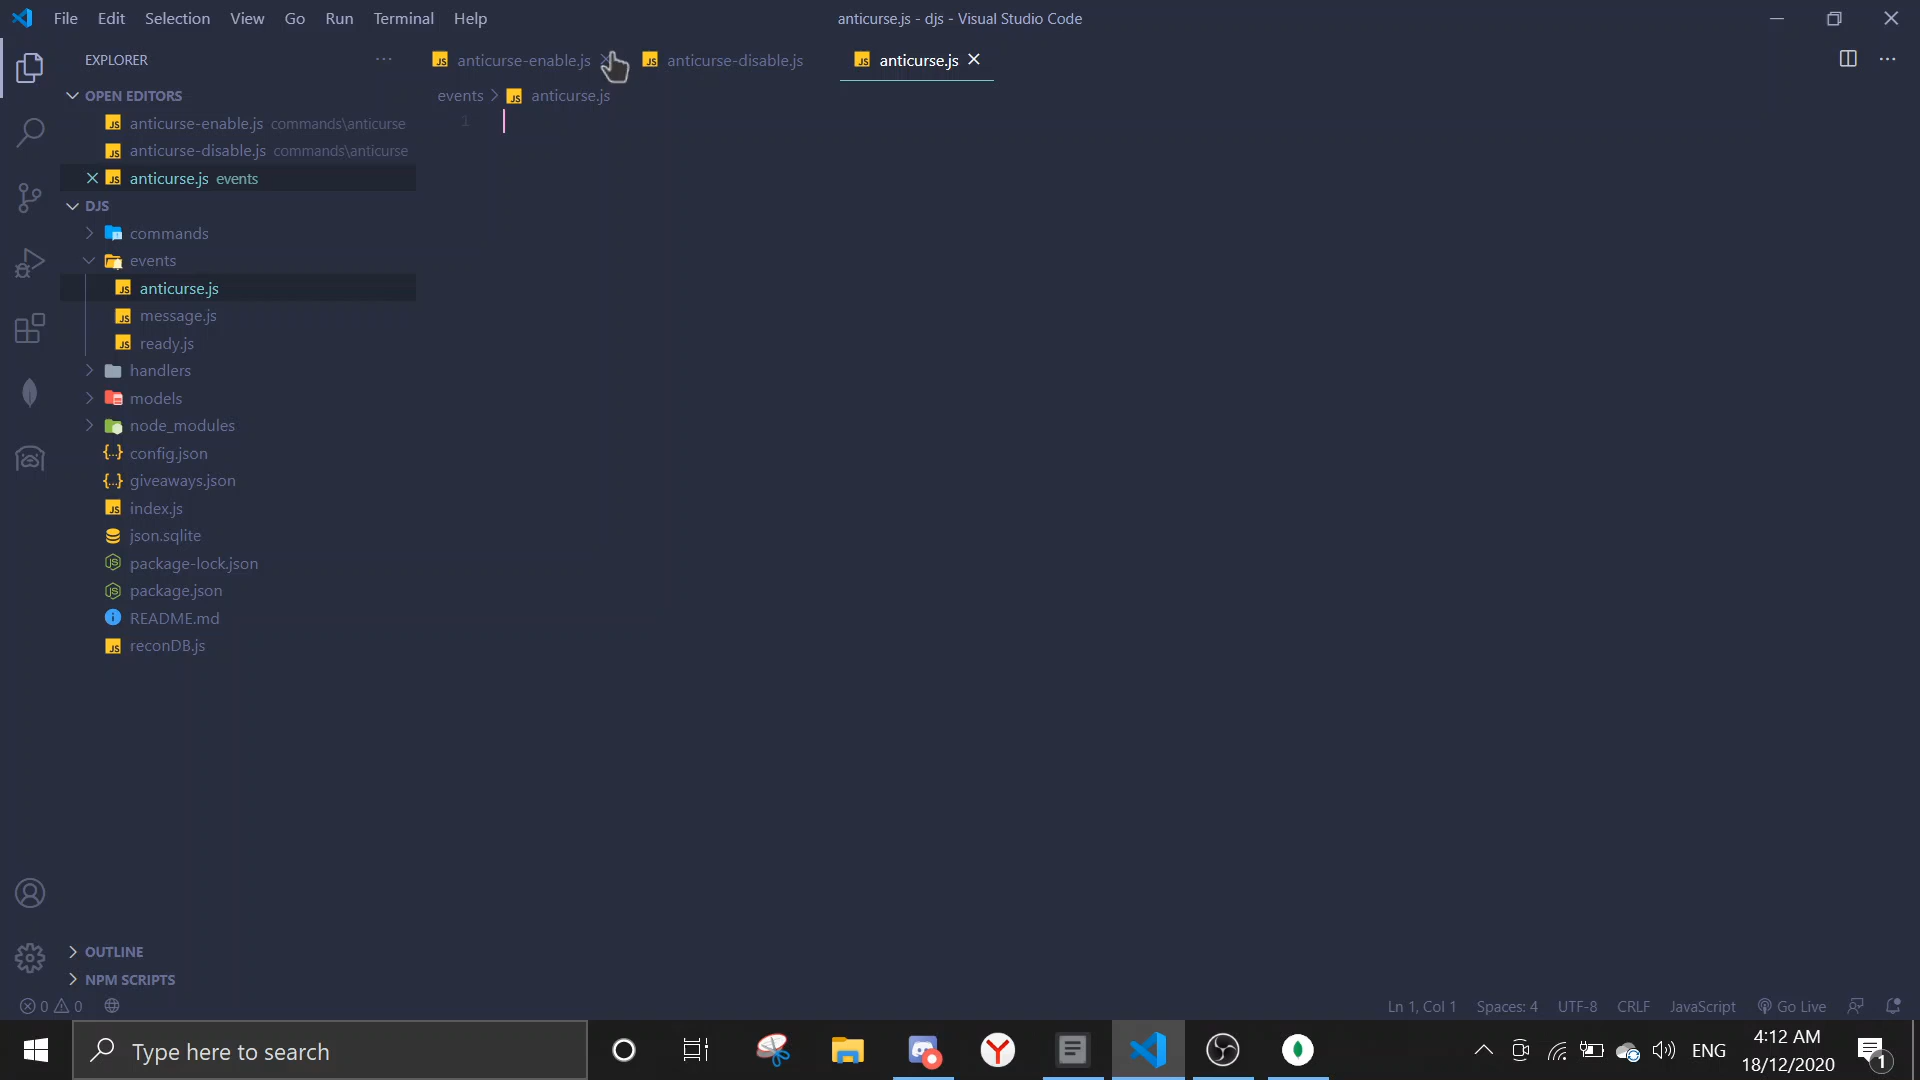 File Edit Selection View Go Run Terminal Help
anticurse.js - djs - Visual Studio Code
EXPLORER
anticurse-enable.js
anticurse-disable.js
anticurse.js
OPEN EDITORS
events > anticurse.js
anticurse-enable.js commands\anticurse
1
anticurse-disable.js commands\anticurse
anticurse.js events
DJS
commands
events
anticurse.js
message.js
ready.js
handlers
models
node_modules
config.json
giveaways.json
index.js
json.sqlite
package-lock.json
package.json
README.md
reconDB.js
OUTLINE
NPM SCRIPTS
0 0
Ln 1, Col 1 Spaces: 4 UTF-8 CRLF JavaScript Go Live
Type here to search
ENG
4:12 AM
18/12/2020
1